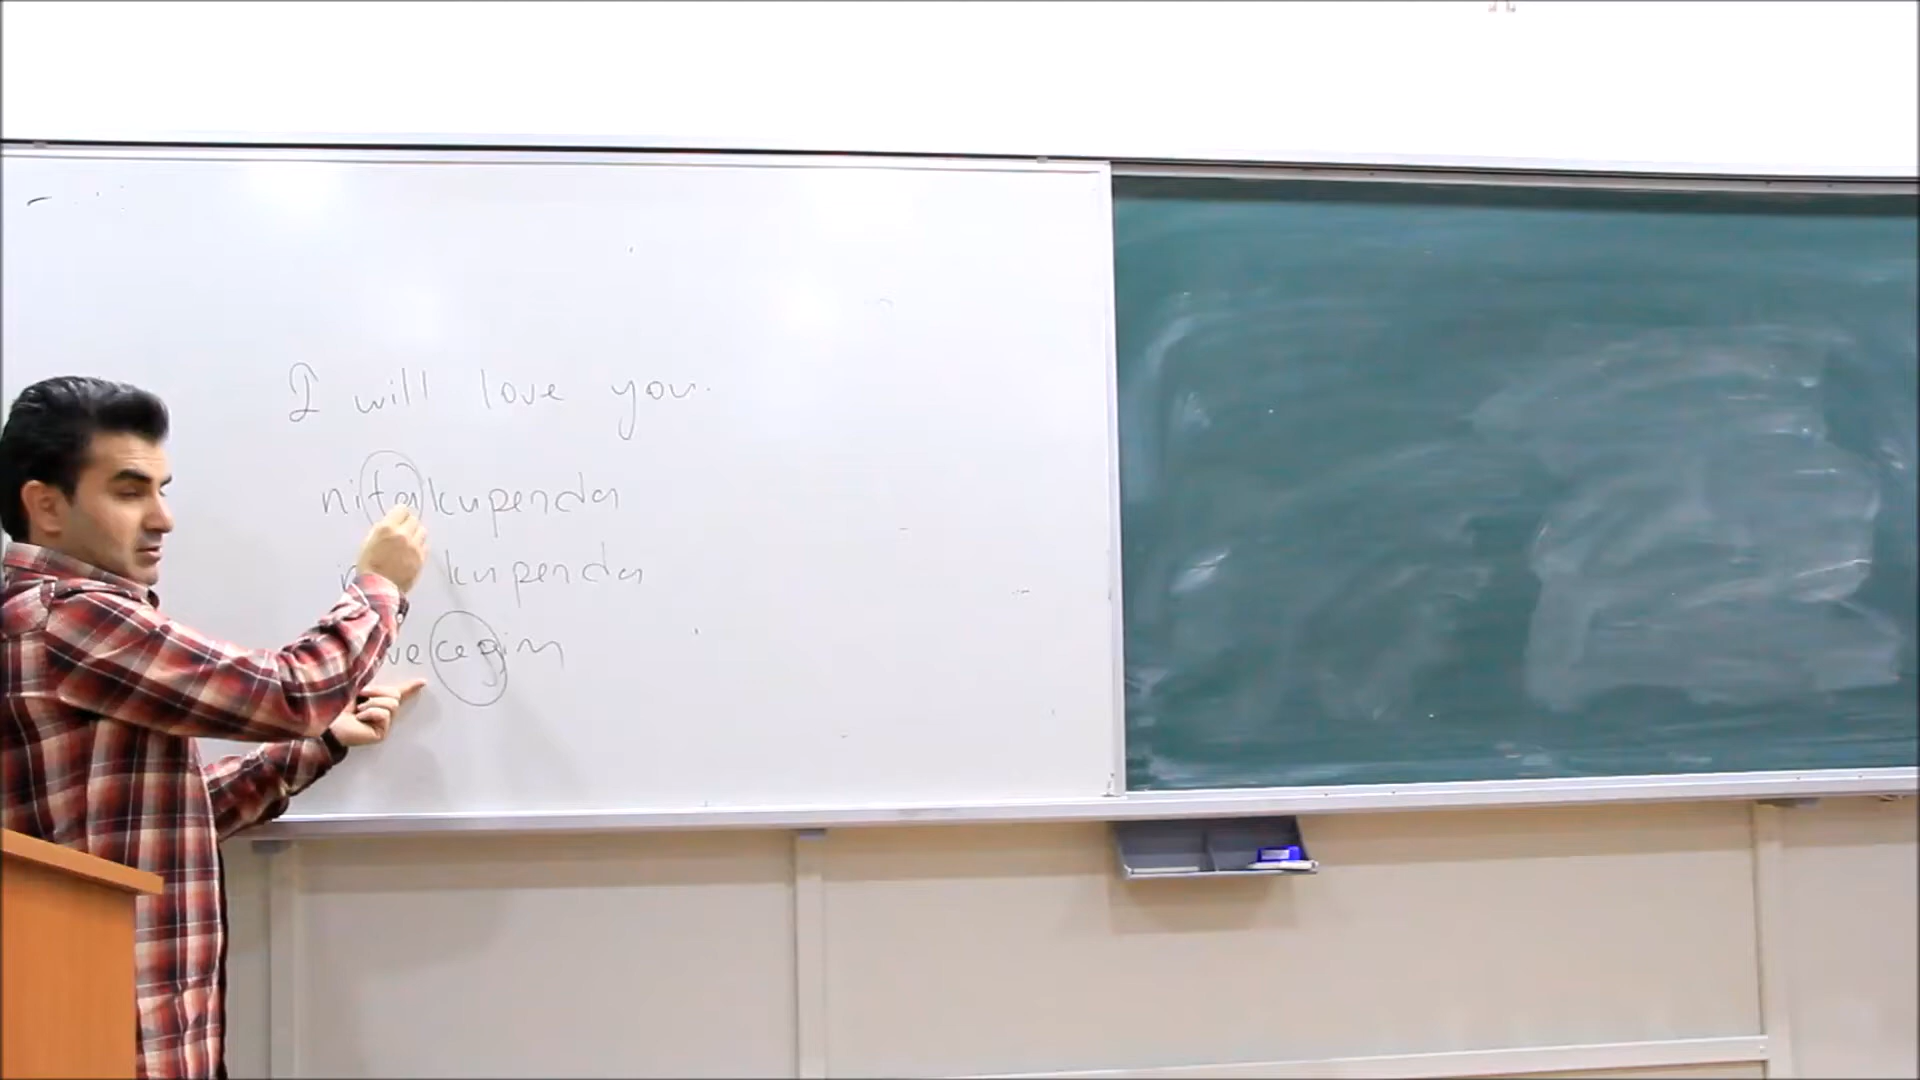 I will love you.
nitakupenda
kupenda
vecegim